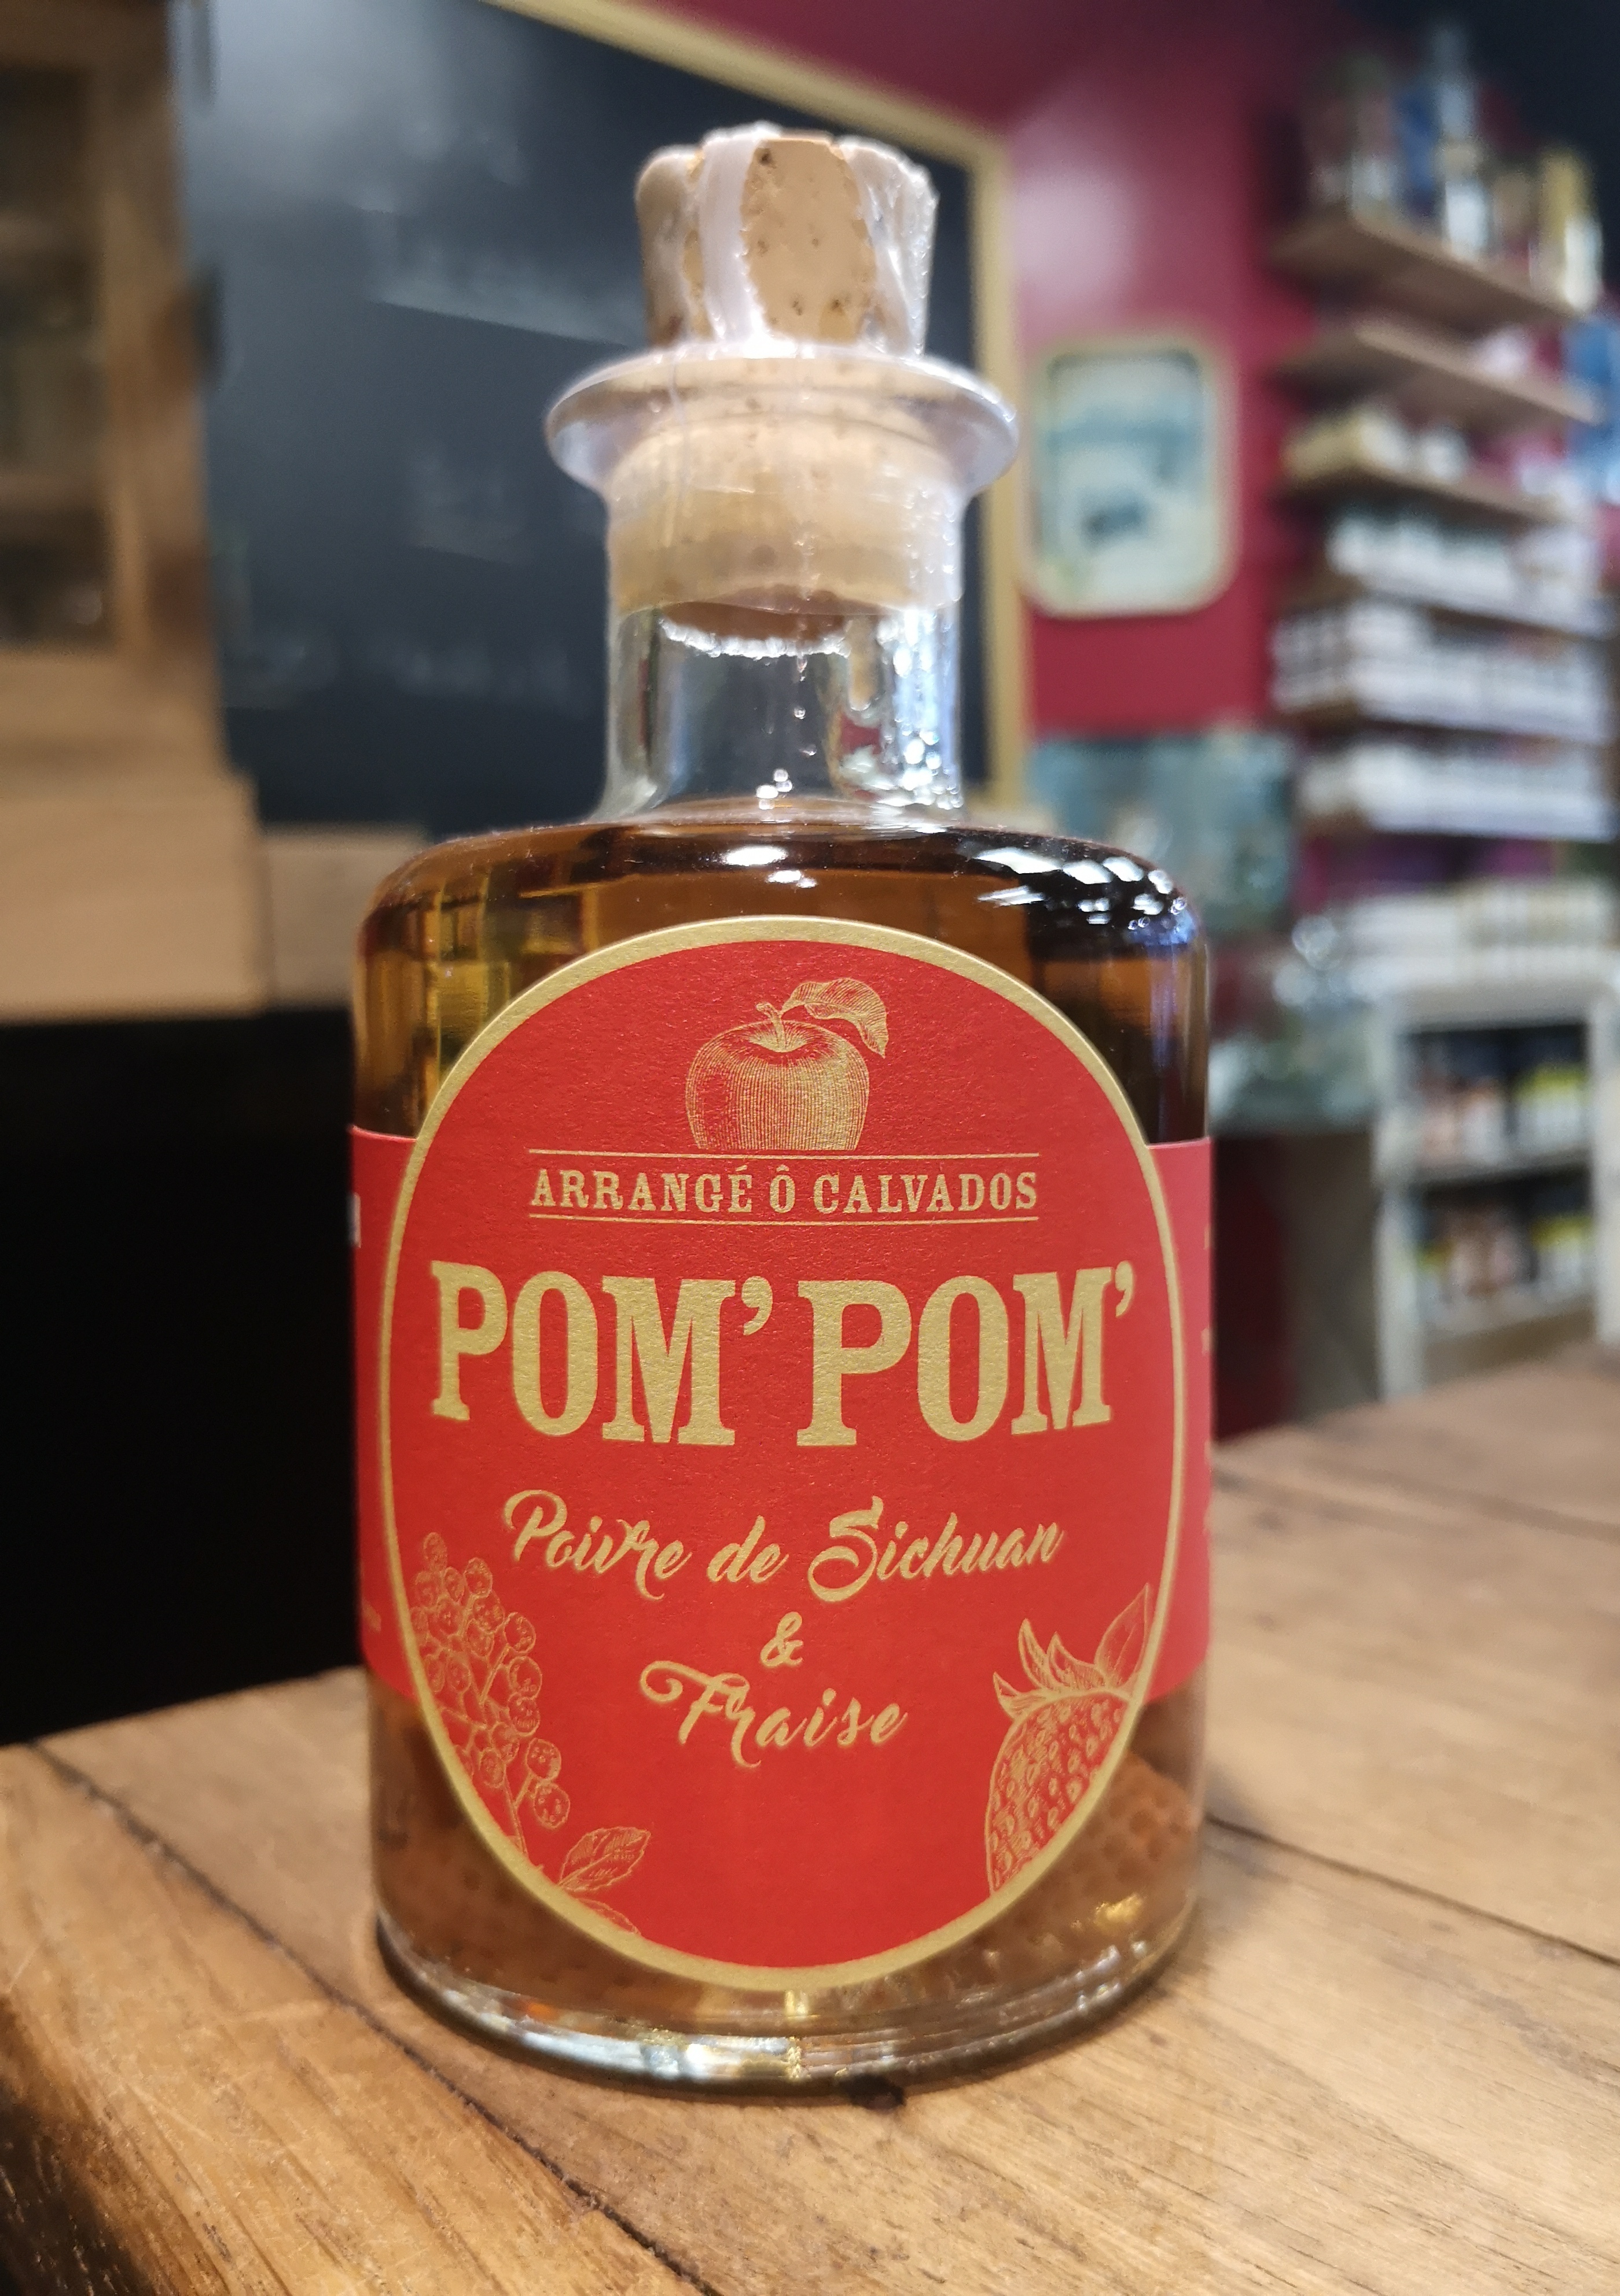 ARRANGÉ Ô CALVADOS
POM' POM'
Poivre de Sichuan
&
Fraise